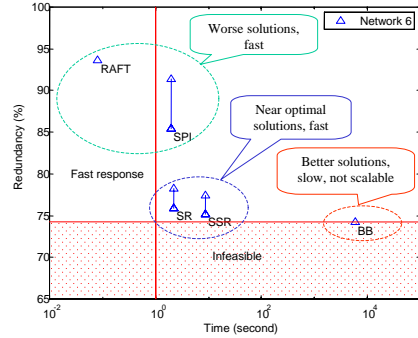 100
95
90
85
80
75
70
65
Redundancy (%)
Network 6
Worse solutions,
fast
RAFT
SPI
Near optimal
solutions, fast
Fast response
Better solutions,
slow, not scalable
SR
SSR
BB
Infeasible
10^-2
10^0
10^2
10^4
Time (second)